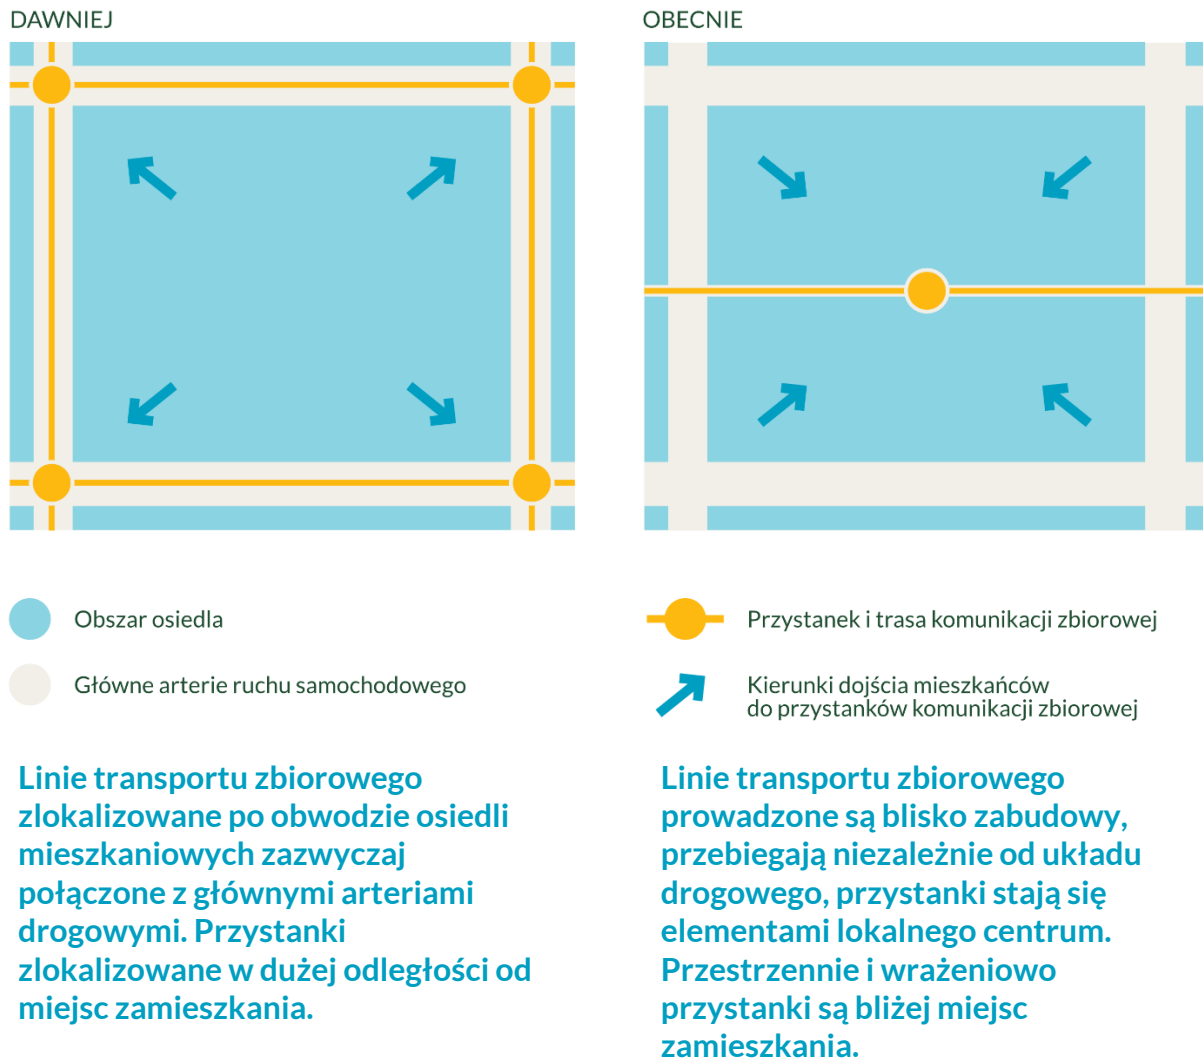 DAWNIEJ
OBECNIE
Obszar osiedla
Główne arterie ruchu samochodowego
Przystanek i trasa komunikacji zbiorowej
Kierunki dojścia mieszkańców
do przystanków komunikacji zbiorowej
Linie transportu zbiorowego
zlokalizowane po obwodzie osiedli
mieszkaniowych zazwyczaj
połączone z głównymi arteriami
drogowymi. Przystanki
zlokalizowane w dużej odległości od
miejsc zamieszkania.
Linie transportu zbiorowego
prowadzone są blisko zabudowy,
przebiegają niezależnie od układu
drogowego, przystanki stają się
elementami lokalnego centrum.
Przestrzennie i wrażeniowo
przystanki są bliżej miejsc
zamieszkania.